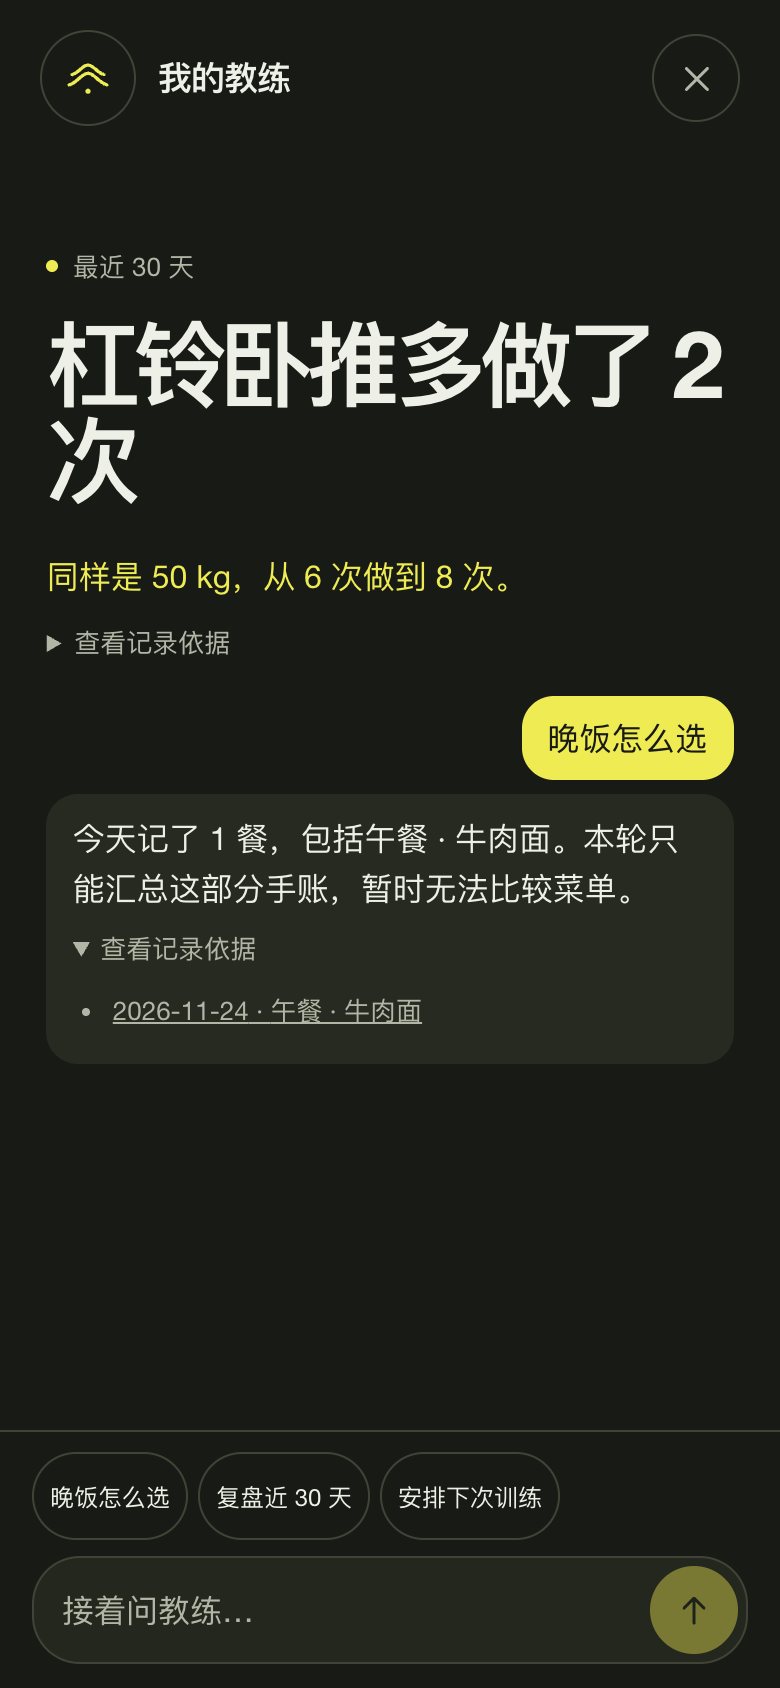 我的教练
最近 30 天
杠铃卧推多做了 2
次
同样是 50 kg，从 6 次做到 8 次。
▶ 查看记录依据
晚饭怎么选
今天记了 1 餐，包括午餐 · 牛肉面。本轮只
能汇总这部分手账，暂时无法比较菜单。
▼ 查看记录依据
• 2026-11-24 · 午餐 · 牛肉面
晚饭怎么选
复盘近 30 天
安排下次训练
接着问教练…